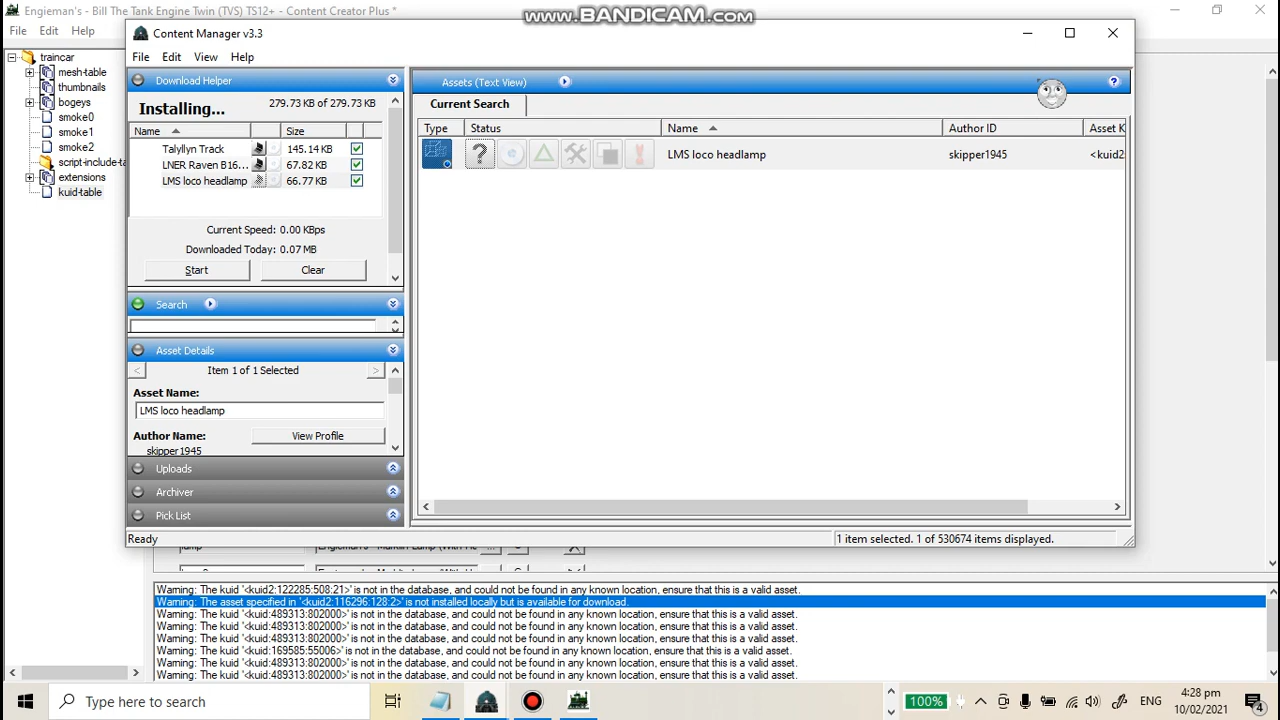 Engieman's - Bill The Tank Engine Twin (TVS) TS12+ - Content Creator Plus *
www.BANDICAM.com
File Edit Help
traincar
mesh-table
thumbnails
bogeys
smoke0
smoke1
smoke2
script-include-ta
extensions
kuid-table
Content Manager v3.3
File Edit View Help
Download Helper
Installing... 279.73 KB of 279.73 KB
Name Size
Talyllyn Track 145.14 KB
LNER Raven B16... 67.82 KB
LMS loco headlamp 66.77 KB
Current Speed: 0.00 KBps
Downloaded Today: 0.07 MB
Start Clear
Search
Asset Details
< Item 1 of 1 Selected >
Asset Name:
LMS loco headlamp
Author Name: View Profile
skipper1945
Uploads
Archiver
Pick List
Ready
Assets (Text View)
Current Search
Type Status Name Author ID Asset K
LMS loco headlamp skipper1945 <kuid2:
1 item selected. 1 of 530674 items displayed.
Warning: The kuid '<kuid2:122285:508:21>' is not in the database, and could not be found in any known location, ensure that this is a valid asset.
Warning: The asset specified in '<kuid2:116296:128:2>' is not installed locally but is available for download.
Warning: The kuid '<kuid:489313:802000>' is not in the database, and could not be found in any known location, ensure that this is a valid asset.
Warning: The kuid '<kuid:489313:802000>' is not in the database, and could not be found in any known location, ensure that this is a valid asset.
Warning: The kuid '<kuid:489313:802000>' is not in the database, and could not be found in any known location, ensure that this is a valid asset.
Warning: The kuid '<kuid:169585:55006>' is not in the database, and could not be found in any known location, ensure that this is a valid asset.
Warning: The kuid '<kuid:489313:802000>' is not in the database, and could not be found in any known location, ensure that this is a valid asset.
Warning: The kuid '<kuid:489313:802000>' is not in the database, and could not be found in any known location, ensure that this is a valid asset.
Type here to search
100%
ENG
4:28 pm
10/02/2021
4